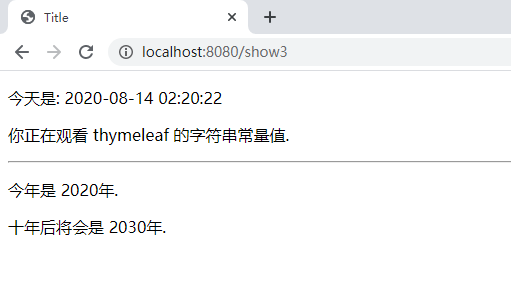 Title
localhost:8080/show3
今天是: 2020-08-14 02:20:22
你正在观看 thymeleaf 的字符串常量值.
今年是 2020年.
十年后将会是 2030年.